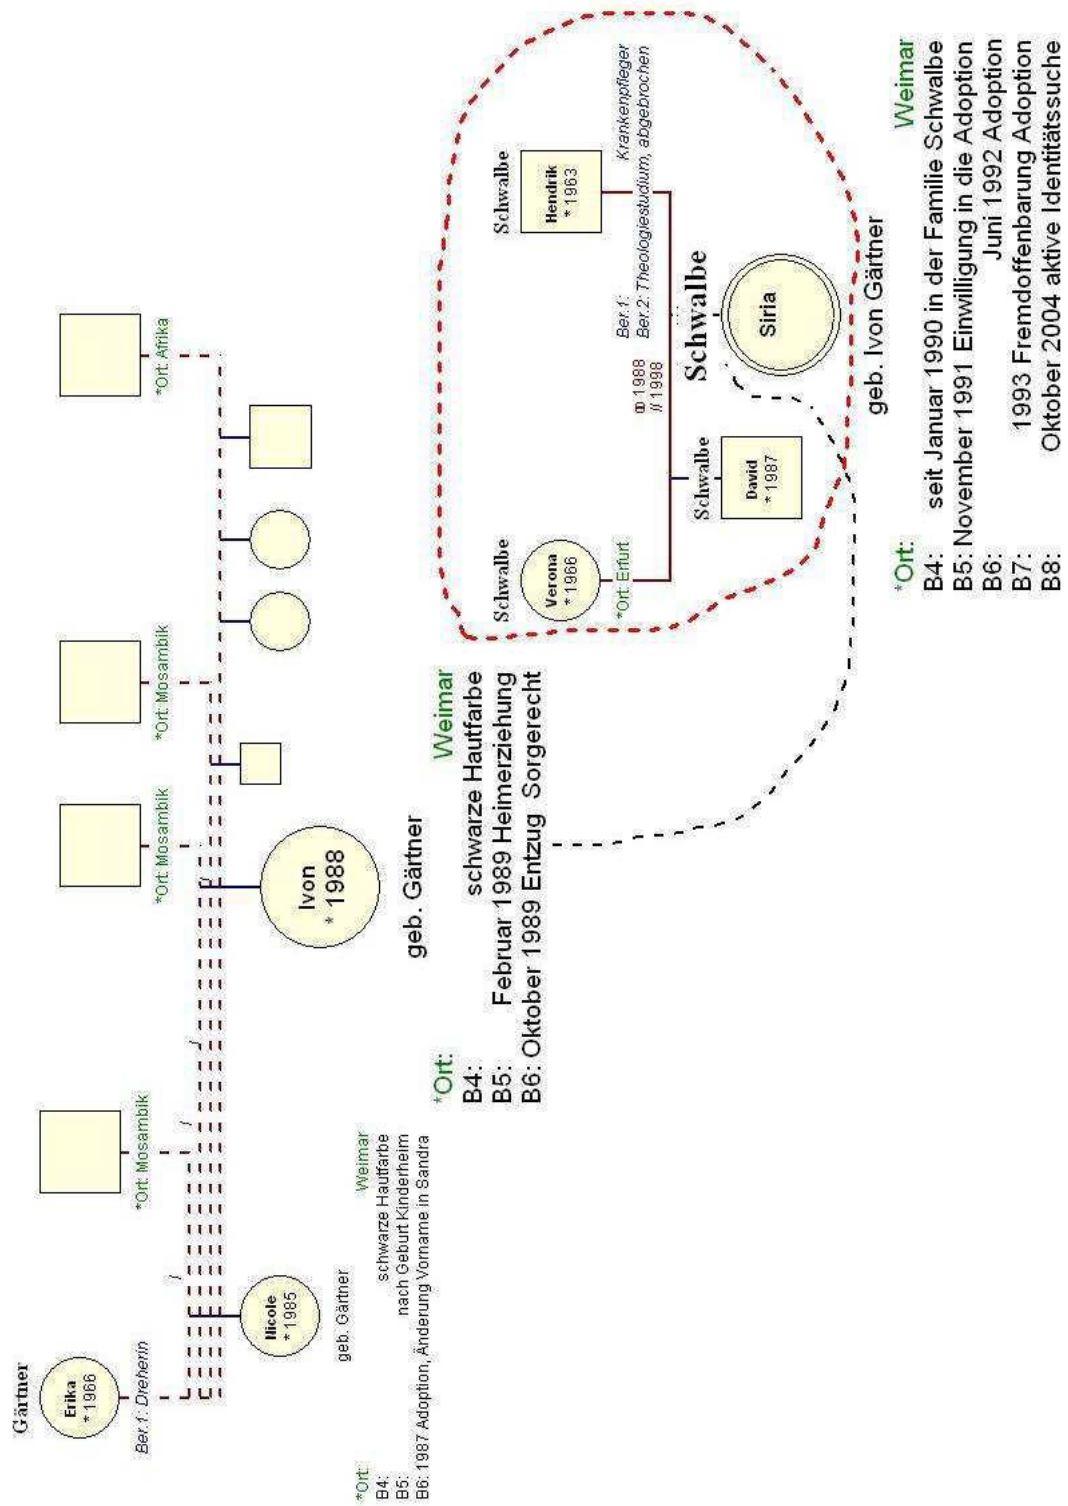 Gärtner
Erika
* 1966
Ber.1: Dreherin
*Ort: Mosambik
*Ort: Mosambik
*Ort: Mosambik
*Ort: Afrika
Nicole
* 1985
geb. Gärtner
*Ort: Weimar
B4: schwarze Hautfarbe
B5: nach Geburt Kinderheim
B6: 1987 Adoption, Änderung Vorname in Sandra
Ivon
* 1988
geb. Gärtner
*Ort: Weimar
B4: schwarze Hautfarbe
B5: Februar 1989 Heimerziehung
B6: Oktober 1989 Entzug Sorgerecht
Schwalbe
Verona
* 1966
*Ort: Erfurt
Schwalbe
Hendrik
* 1963
Ber.1: Krankenpfleger
Ber.2: Theologiestudium, abgebrochen
⚭ 1988
// 1998
Schwalbe
David
* 1987
Schwalbe
Siria
geb. Ivon Gärtner
*Ort: Weimar
B4: seit Januar 1990 in der Familie Schwalbe
B5: November 1991 Einwilligung in die Adoption
B6: Juni 1992 Adoption
B7: 1993 Fremdoffenbarung Adoption
B8: Oktober 2004 aktive Identitätssuche